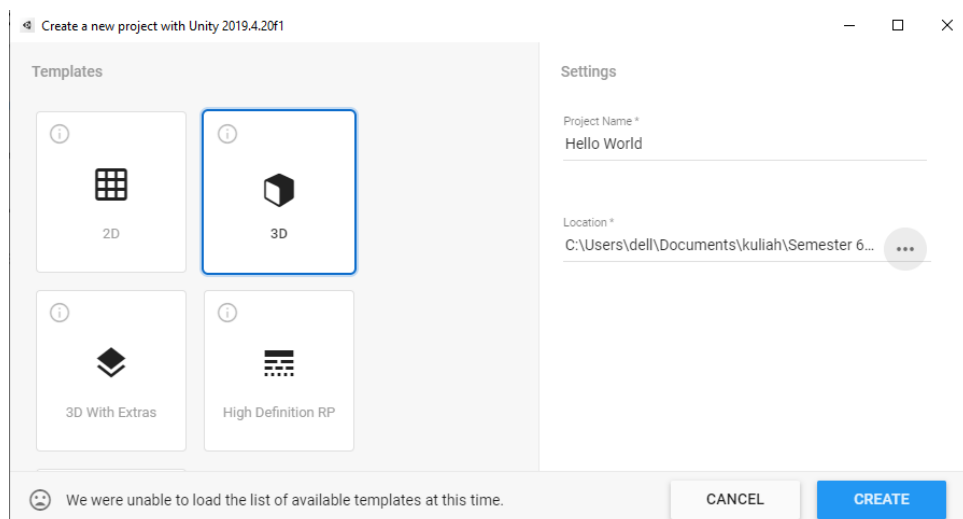 Create a new project with Unity 2019.4.20f1
Templates
2D
3D
3D With Extras
High Definition RP
Settings
Project Name *
Hello World
Location *
C:\Users\dell\Documents\kuliah\Semester 6...
We were unable to load the list of available templates at this time.
CANCEL
CREATE